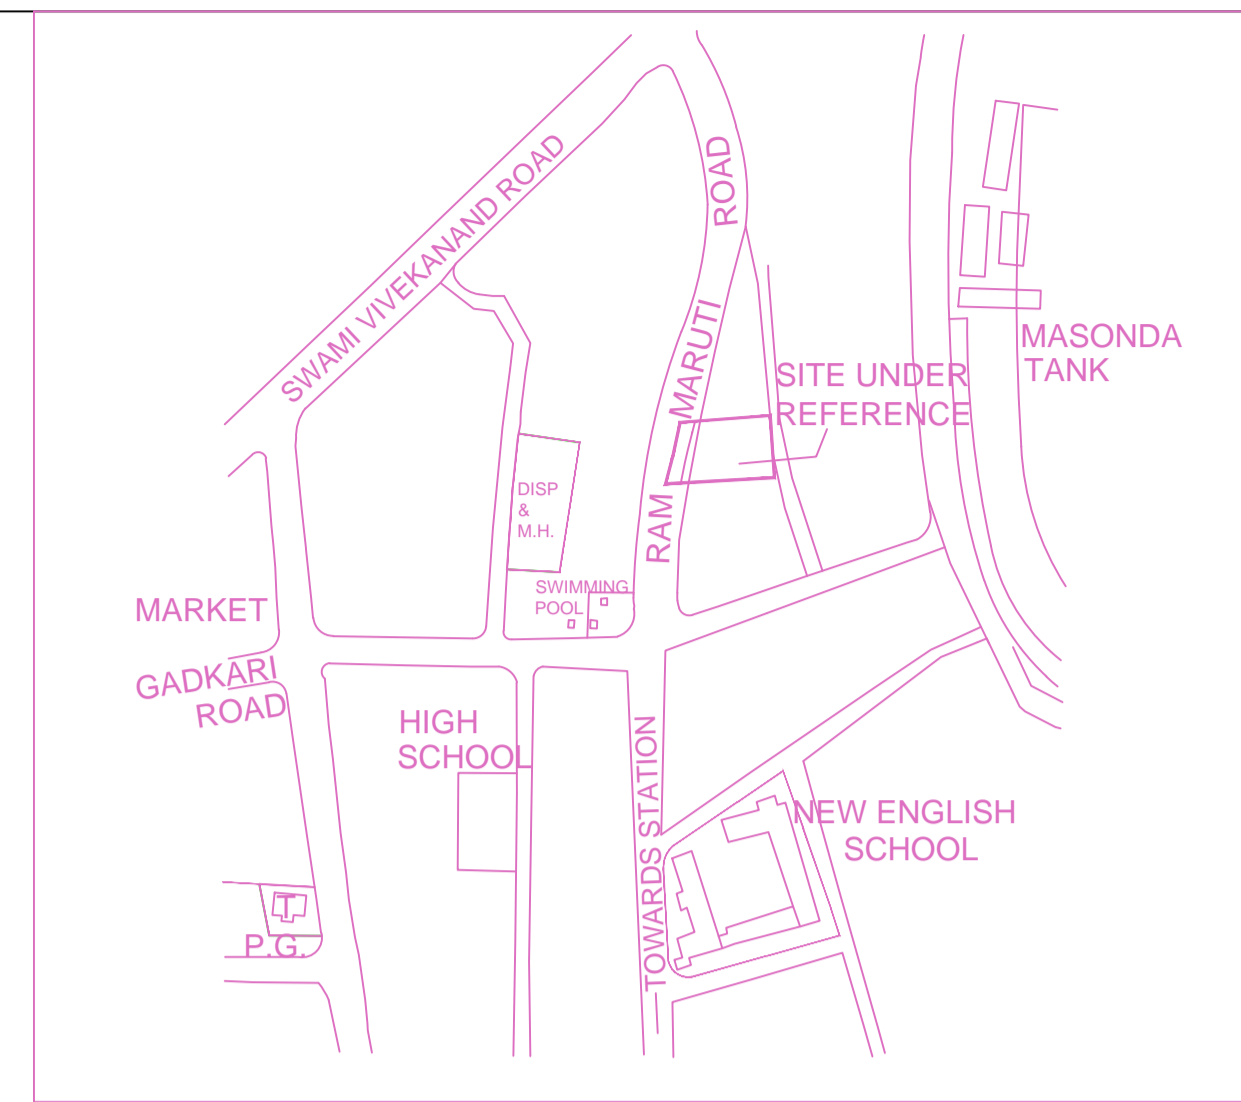 SWAMI VIVEKANAND ROAD
RAM MARUTI ROAD
MASONDA
TANK
SITE UNDER
REFERENCE
DISP
&
M.H.
SWIMMING
POOL
MARKET
GADKARI
ROAD
HIGH
SCHOOL
TOWARDS STATION
NEW ENGLISH
SCHOOL
T
P.G.